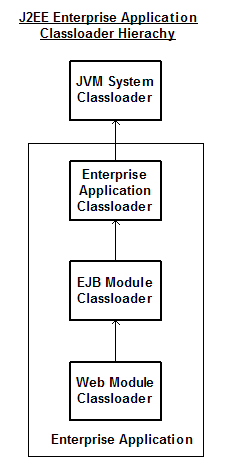 J2EE Enterprise Application
Classloader Hierachy
JVM System
Classloader
Enterprise
Application
Classloader
EJB Module
Classloader
Web Module
Classloader
Enterprise Application